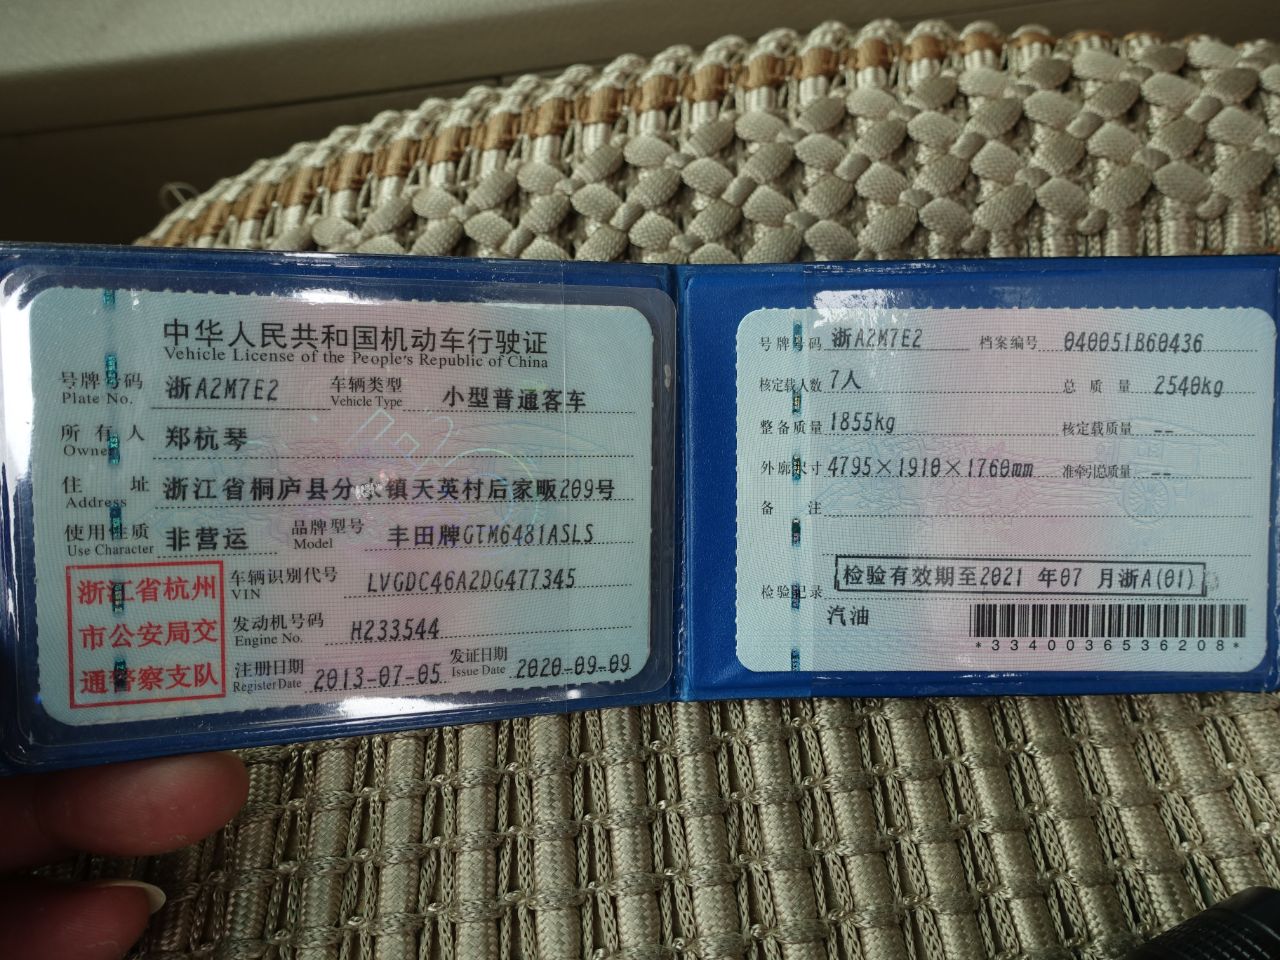 中华人民共和国机动车行驶证
Vehicle License of the People's Republic of China
号牌号码 浙A2M7E2 车辆类型 小型普通客车
Plate No. Vehicle Type
所有人 郑杭琴
Owner
住址 浙江省桐庐县分水镇天英村后家畈209号
Address
使用性质 非营运 品牌型号 丰田牌GTM6481ASLS
Use Character Model
浙江省杭州
市公安局交
通警察支队
车辆识别代号 LVGDC46A2DG477345
VIN
发动机号码 H233544
Engine No.
注册日期 2013-07-05 发证日期 2020-09-09
Register Date Issue Date
号牌号码 浙A2M7E2 档案编号 040051B60436
核定载人数 7人 总质量 2540kg
整备质量 1855kg 核定载质量 --
外廓尺寸 4795×1910×1760mm 准牵引总质量 --
备注
检验记录 检验有效期至2021 年07 月浙A(01)
汽油
*3340036536208*